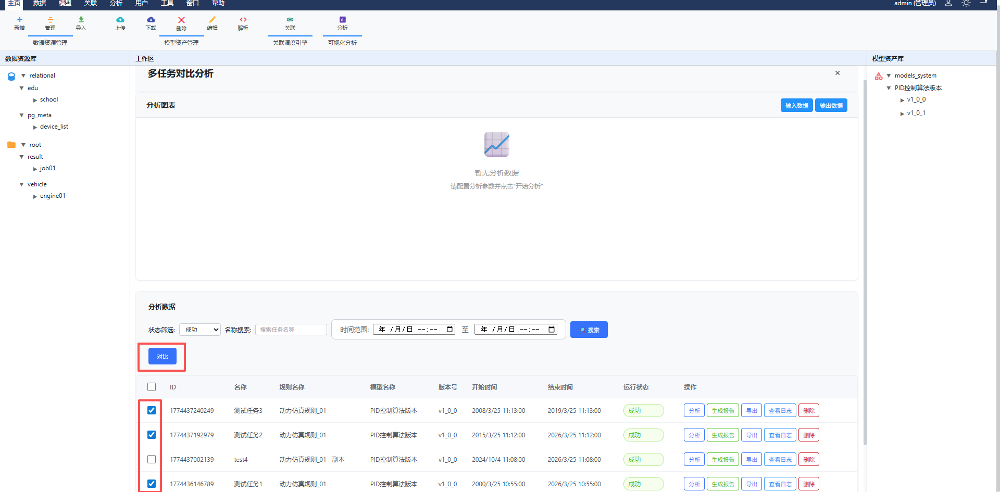 主页 数据 模型 关联 分析 用户 工具 窗口 帮助 admin (管理员)
新增 管理 导入 上传 下载 删除 编辑 解析 关联 分析
数据资源管理 模型资产管理 关联调度引擎 可视化分析
数据资源库
relational
edu
school
pg_meta
device_list
root
result
job01
vehicle
engine01
工作区
多任务对比分析 ×
分析图表 输入数据 输出数据
暂无分析数据
请配置分析参数并点击"开始分析"
分析数据
状态筛选: 成功 名称搜索: 搜索任务名称 时间范围: 年 /月/日 --:-- 至 年 /月/日 --:-- 搜索
对比
ID 名称 规则名称 模型名称 版本号 开始时间 结束时间 运行状态 操作
1774437240249 测试任务3 动力仿真规则_01 PID控制算法版本 v1_0_0 2008/3/25 11:13:00 2019/3/25 11:13:00 成功 分析 生成报告 导出 查看日志 删除
1774437192979 测试任务2 动力仿真规则_01 PID控制算法版本 v1_0_0 2015/3/25 11:12:00 2026/3/25 11:12:00 成功 分析 生成报告 导出 查看日志 删除
1774437002139 test4 动力仿真规则_01 - 副本 PID控制算法版本 v1_0_0 2024/10/4 11:08:00 2026/3/25 11:08:00 成功 分析 生成报告 导出 查看日志 删除
1774436146789 测试任务1 动力仿真规则_01 PID控制算法版本 v1_0_0 2000/3/25 10:55:00 2026/3/25 10:55:00 成功 分析 生成报告 导出 查看日志 删除
模型资产库
models_system
PID控制算法版本
v1_0_0
v1_0_1